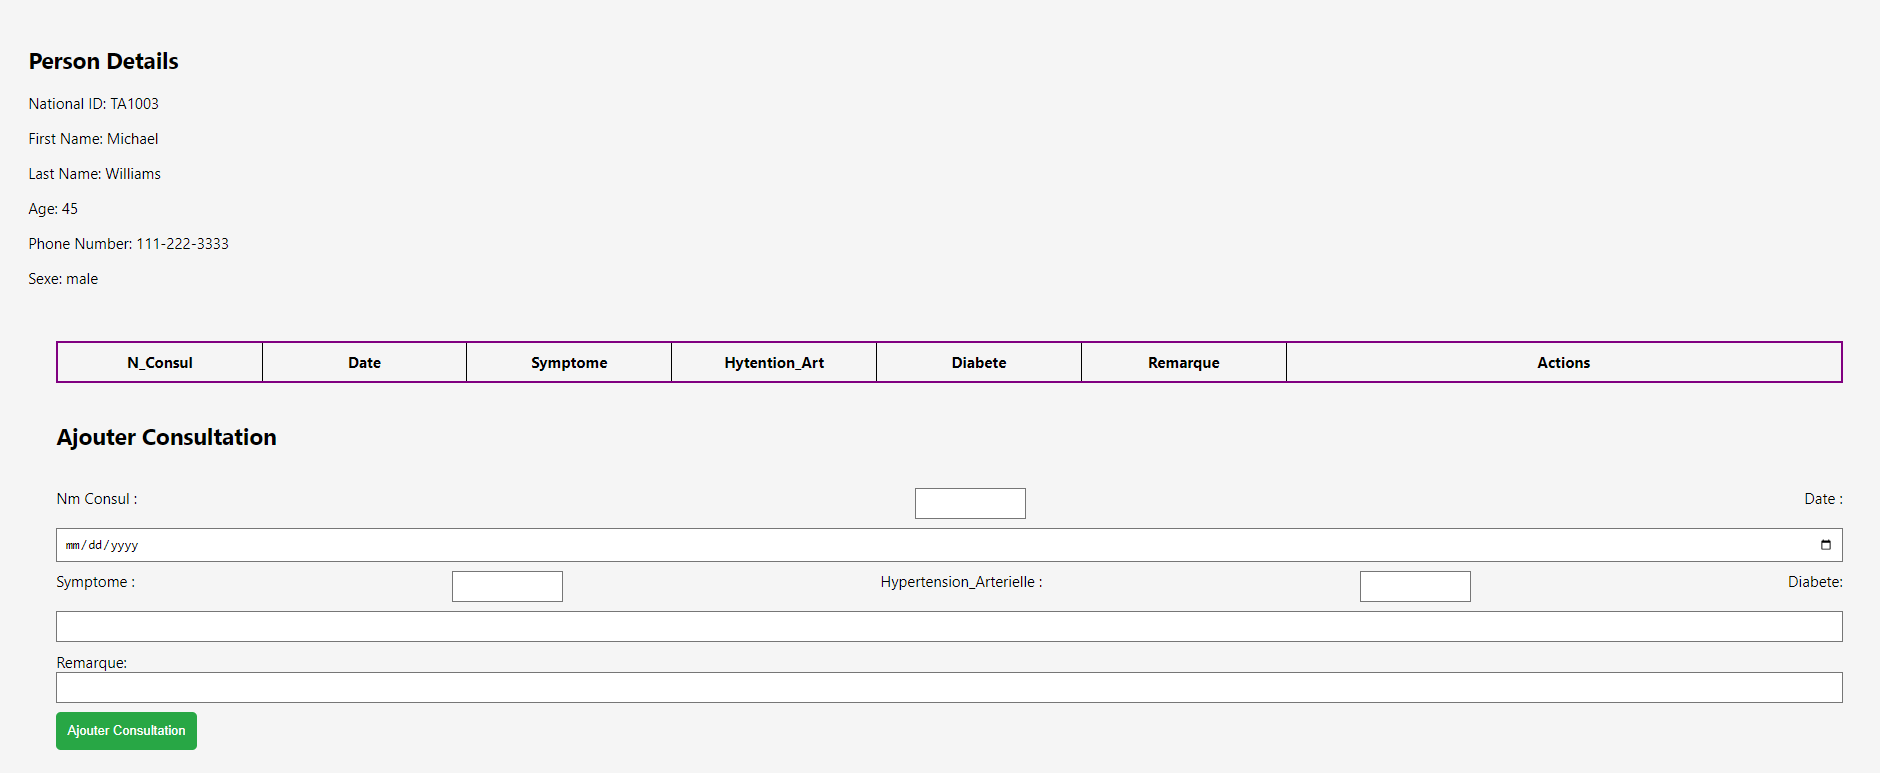 Person Details
National ID: TA1003
First Name: Michael
Last Name: Williams
Age: 45
Phone Number: 111-222-3333
Sexe: male
N_Consul Date Symptome Hytention_Art Diabete Remarque Actions
Ajouter Consultation
Nm Consul : Date :
mm/dd/yyyy
Symptome : Hypertension_Arterielle : Diabete:
Remarque:
Ajouter Consultation